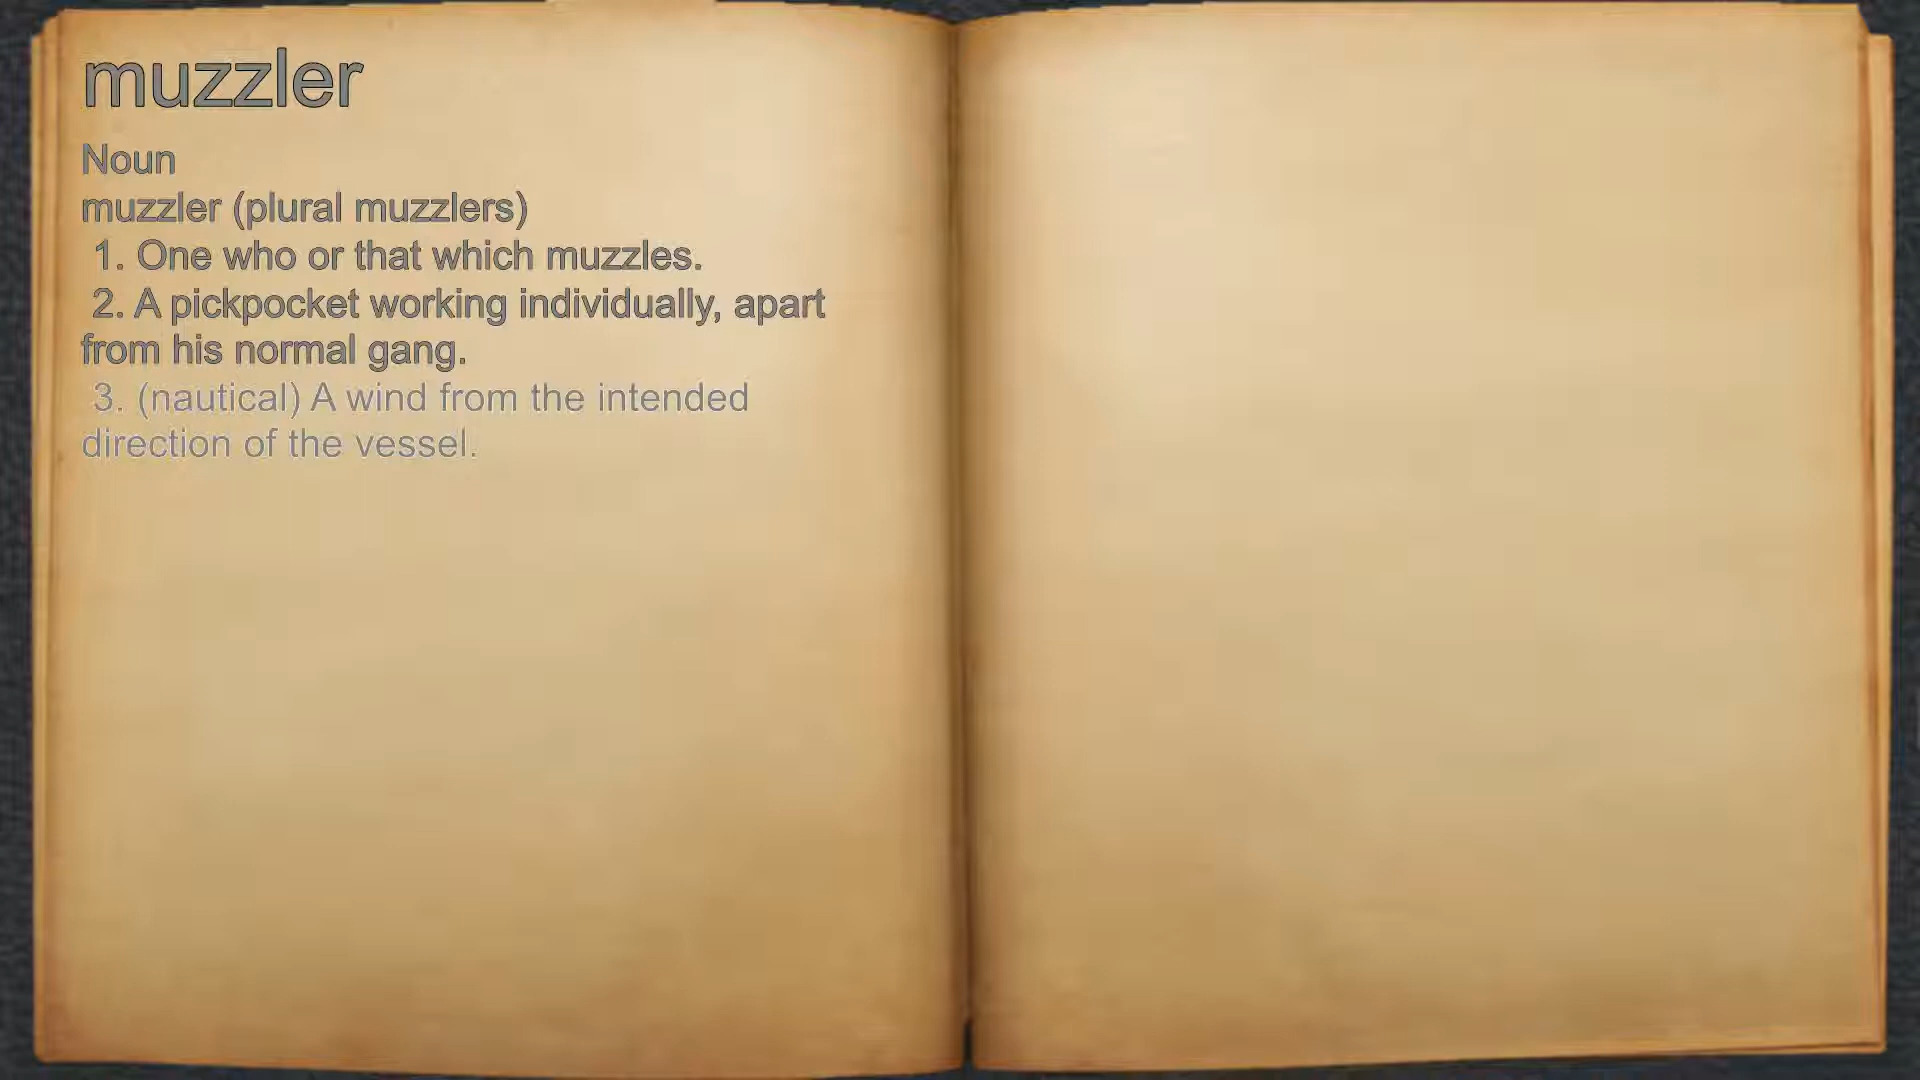 muzzler
Noun
muzzler (plural muzzlers)
1. One who or that which muzzles.
2. A pickpocket working individually, apart
from his normal gang.
3. (nautical) A wind from the intended
direction of the vessel.